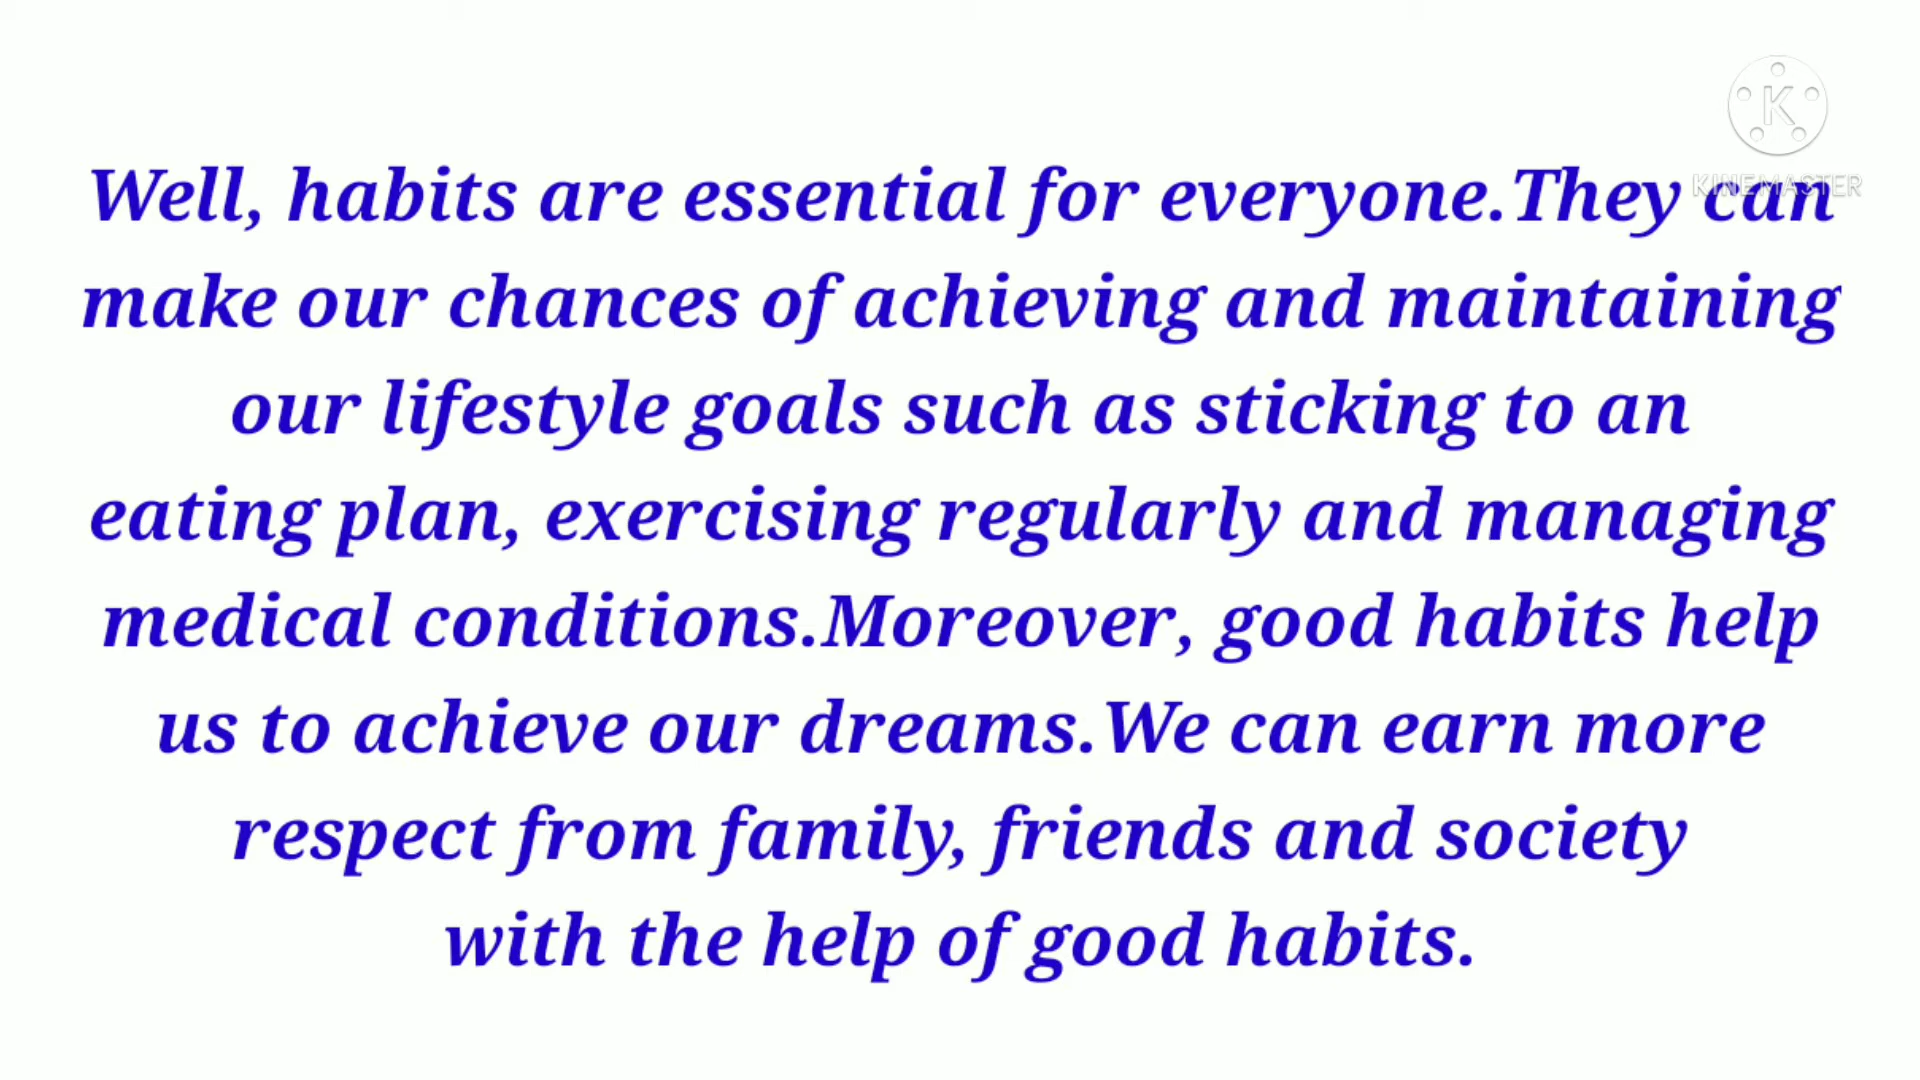 K
KINEMASTER
Well, habits are essential for everyone.They can
make our chances of achieving and maintaining
our lifestyle goals such as sticking to an
eating plan, exercising regularly and managing
medical conditions.Moreover, good habits help
us to achieve our dreams.We can earn more
respect from family, friends and society
with the help of good habits.